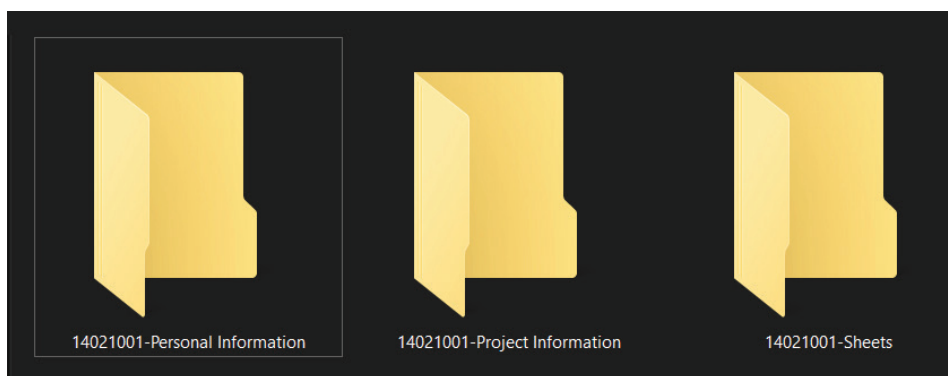 14021001-Personal Information
14021001-Project Information
14021001-Sheets